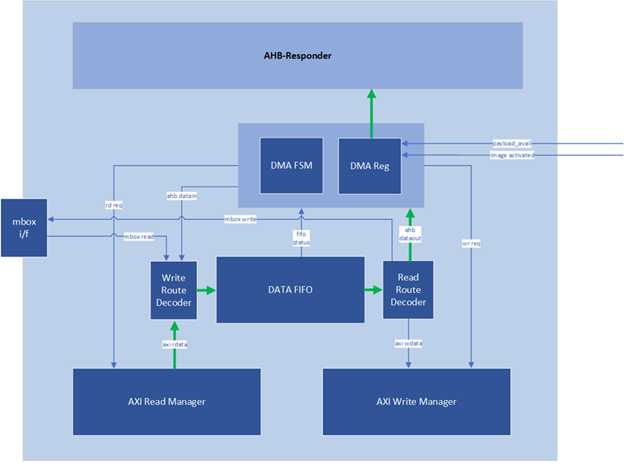 AHB-Responder
payload_avail
image activated
DMA FSM
DMA Reg
rd req
ahb datain
mbox
i/f
mbox write
mbox read
fifo
status
ahb
dataout
wr req
Write
Route
Decoder
DATA FIFO
Read
Route
Decoder
axi rdata
axi wdata
AXI Read Manager
AXI Write Manager